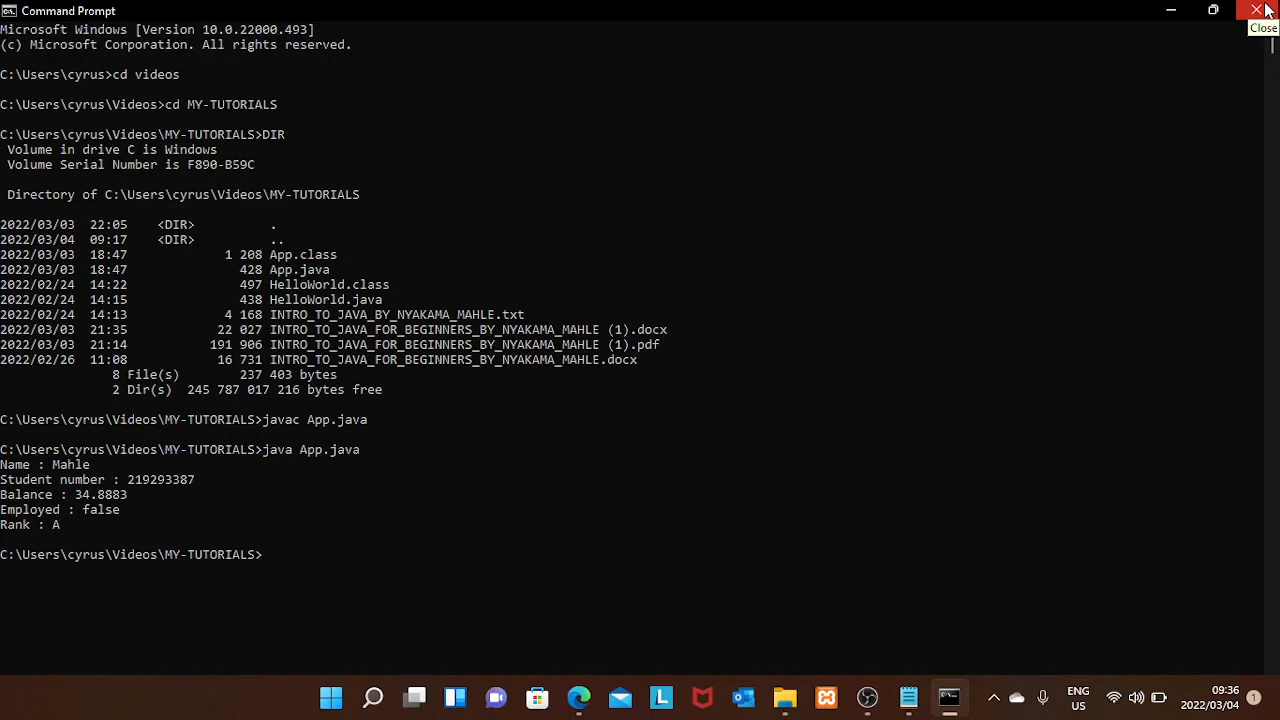 Command Prompt
Close
Microsoft Windows [Version 10.0.22000.493]
(c) Microsoft Corporation. All rights reserved.
C:\Users\cyrus>cd videos
C:\Users\cyrus\Videos>cd MY-TUTORIALS
C:\Users\cyrus\Videos\MY-TUTORIALS>DIR
Volume in drive C is Windows
Volume Serial Number is F890-B59C
Directory of C:\Users\cyrus\Videos\MY-TUTORIALS
2022/03/03  22:05    <DIR>          .
2022/03/04  09:17    <DIR>          ..
2022/03/03  18:47             1 208 App.class
2022/03/03  18:47               428 App.java
2022/02/24  14:22               497 HelloWorld.class
2022/02/24  14:15               438 HelloWorld.java
2022/02/24  14:13             4 168 INTRO_TO_JAVA_BY_NYAKAMA_MAHLE.txt
2022/03/03  21:35            22 027 INTRO_TO_JAVA_FOR_BEGINNERS_BY_NYAKAMA_MAHLE (1).docx
2022/03/03  21:14           191 906 INTRO_TO_JAVA_FOR_BEGINNERS_BY_NYAKAMA_MAHLE (1).pdf
2022/02/26  11:08            16 731 INTRO_TO_JAVA_FOR_BEGINNERS_BY_NYAKAMA_MAHLE.docx
8 File(s)        237 403 bytes
2 Dir(s)  245 787 017 216 bytes free
C:\Users\cyrus\Videos\MY-TUTORIALS>javac App.java
C:\Users\cyrus\Videos\MY-TUTORIALS>java App.java
Name : Mahle
Student number : 219293387
Balance : 34.8883
Employed : false
Rank : A
C:\Users\cyrus\Videos\MY-TUTORIALS>
L
ENG
US
09:36
2022/03/04
1